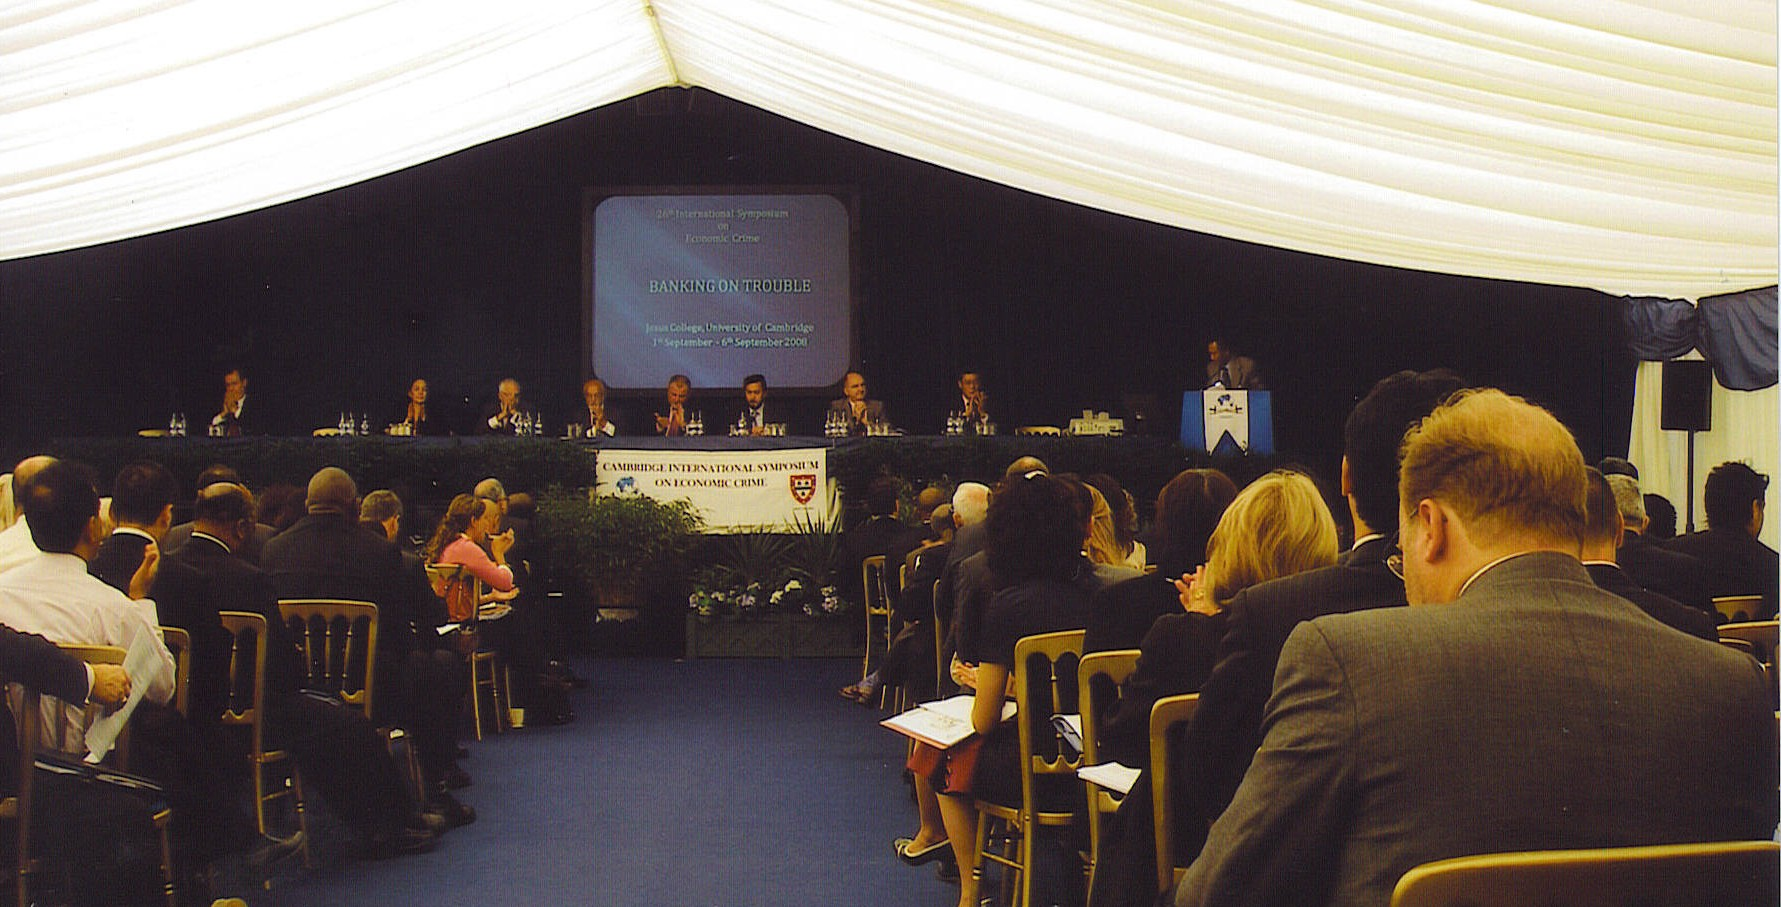 26th International Symposium
on
Economic Crime
BANKING ON TROUBLE
Jesus College, University of Cambridge
1st September - 6th September 2008
CAMBRIDGE INTERNATIONAL SYMPOSIUM
ON ECONOMIC CRIME